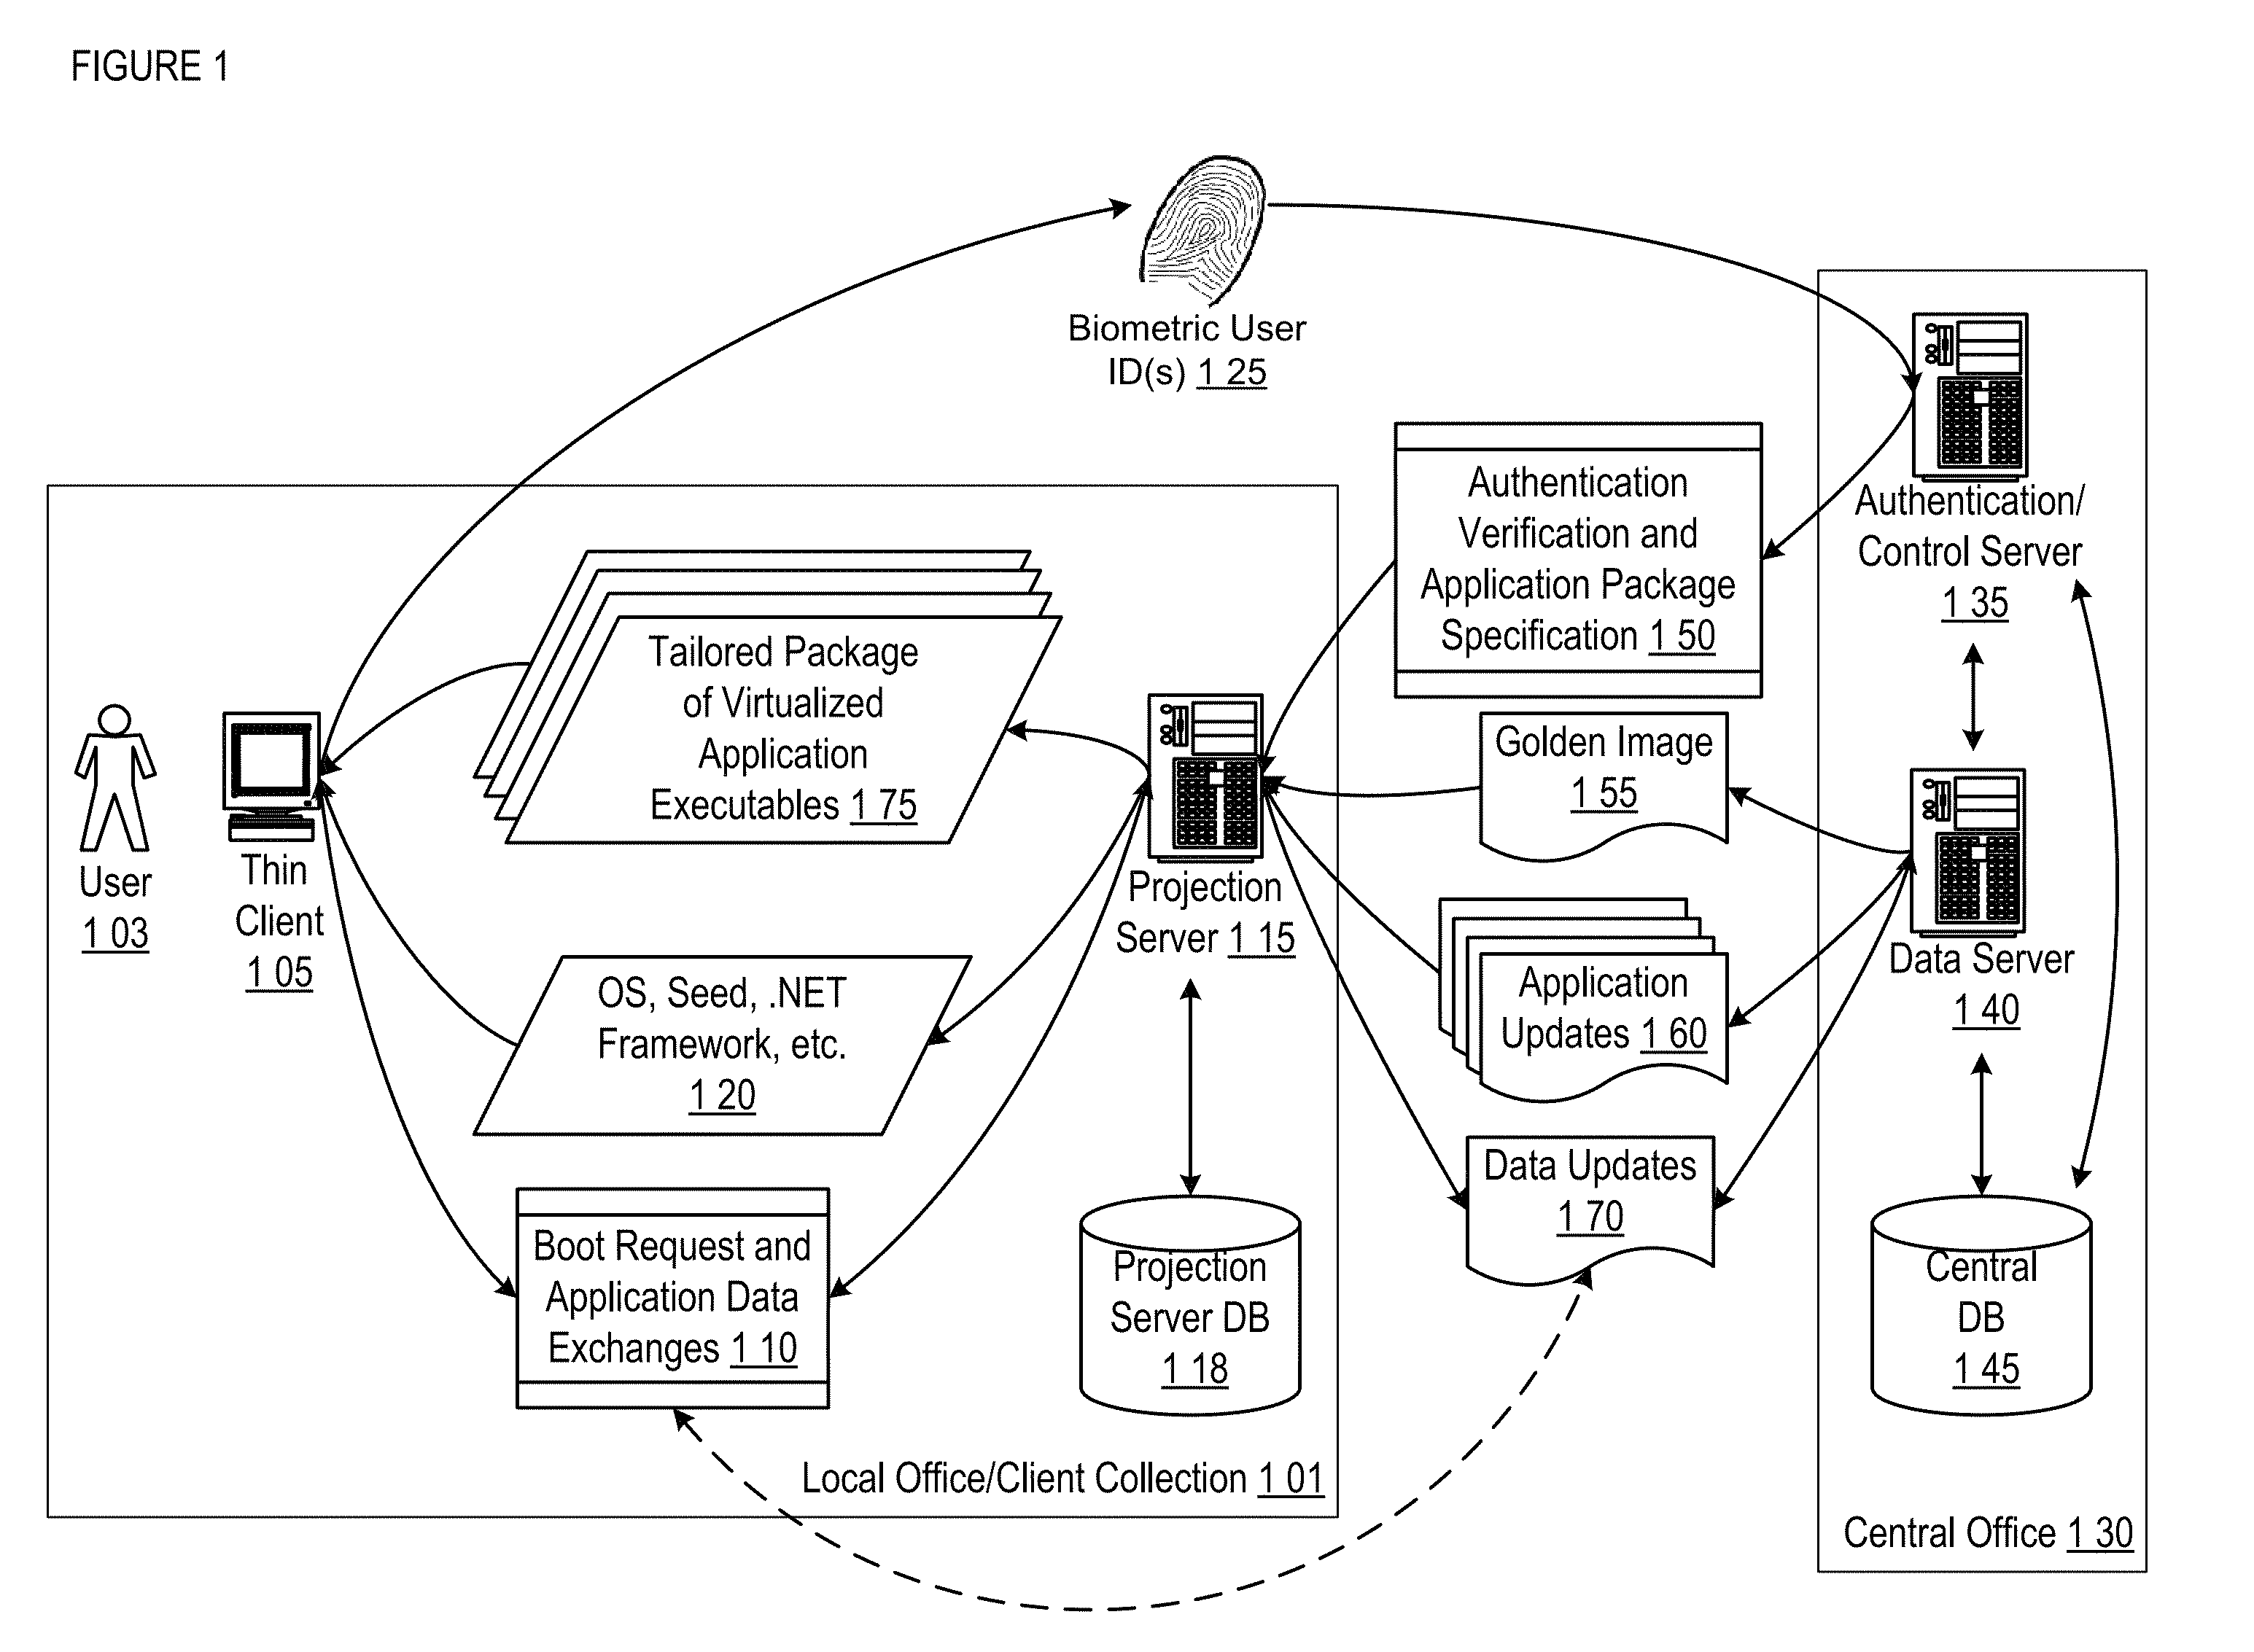 FIGURE 1
Biometric User
ID(s) 1 25
Authentication
Verification and
Application Package
Specification 1 50
Authentication/
Control Server
1 35
Tailored Package
of Virtualized
Application
Executables 1 75
User
1 03
Thin
Client
1 05
Projection
Server 1 15
Golden Image
1 55
Data Server
1 40
Application
Updates 1 60
OS, Seed, .NET
Framework, etc.
1 20
Data Updates
1 70
Boot Request and
Application Data
Exchanges 1 10
Projection
Server DB
1 18
Central
DB
1 45
Local Office/Client Collection 1 01
Central Office 1 30